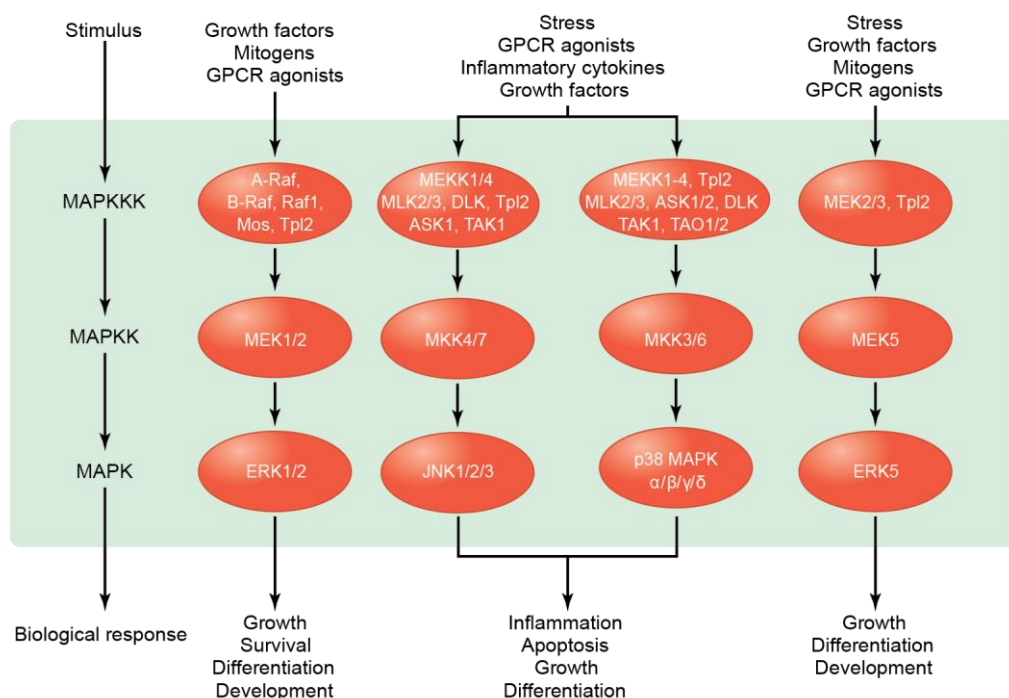 Stimulus
Growth factors
Mitogens
GPCR agonists
Stress
GPCR agonists
Inflammatory cytokines
Growth factors
Stress
Growth factors
Mitogens
GPCR agonists
MAPKKK
A-Raf,
B-Raf, Raf1,
Mos, Tpl2
MEKK1/4
MLK2/3, DLK, Tpl2
ASK1, TAK1
MEKK1-4, Tpl2
MLK2/3, ASK1/2, DLK
TAK1, TAO1/2
MEK2/3, Tpl2
MAPKK
MEK1/2
MKK4/7
MKK3/6
MEK5
MAPK
ERK1/2
JNK1/2/3
p38 MAPK
α/β/γ/δ
ERK5
Biological response
Growth
Survival
Differentiation
Development
Inflammation
Apoptosis
Growth
Differentiation
Growth
Differentiation
Development